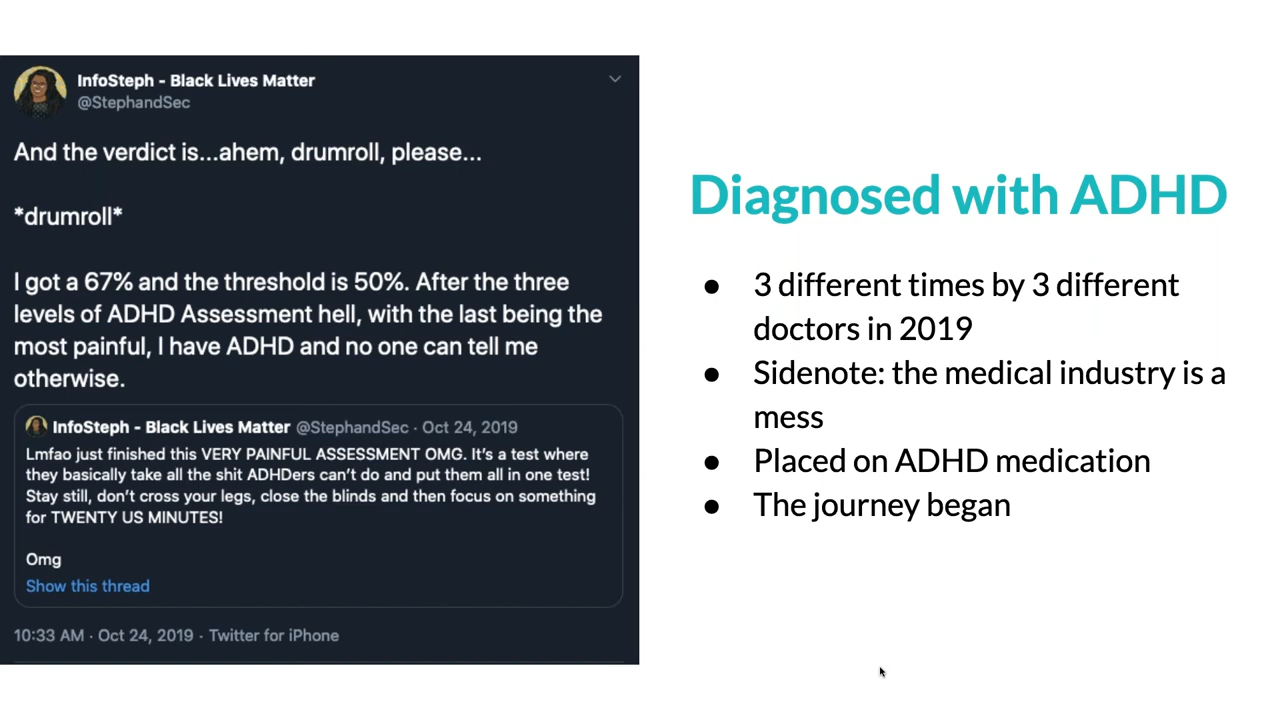 InfoSteph - Black Lives Matter
@StephandSec
And the verdict is...ahem, drumroll, please...
*drumroll*
I got a 67% and the threshold is 50%. After the three
levels of ADHD Assessment hell, with the last being the
most painful, I have ADHD and no one can tell me
otherwise.
InfoSteph - Black Lives Matter @StephandSec · Oct 24, 2019
Lmfao just finished this VERY PAINFUL ASSESSMENT OMG. It's a test where
they basically take all the shit ADHDers can't do and put them all in one test!
Stay still, don't cross your legs, close the blinds and then focus on something
for TWENTY US MINUTES!
Omg
Show this thread
10:33 AM · Oct 24, 2019 · Twitter for iPhone
Diagnosed with ADHD
● 3 different times by 3 different
doctors in 2019
● Sidenote: the medical industry is a
mess
● Placed on ADHD medication
● The journey began